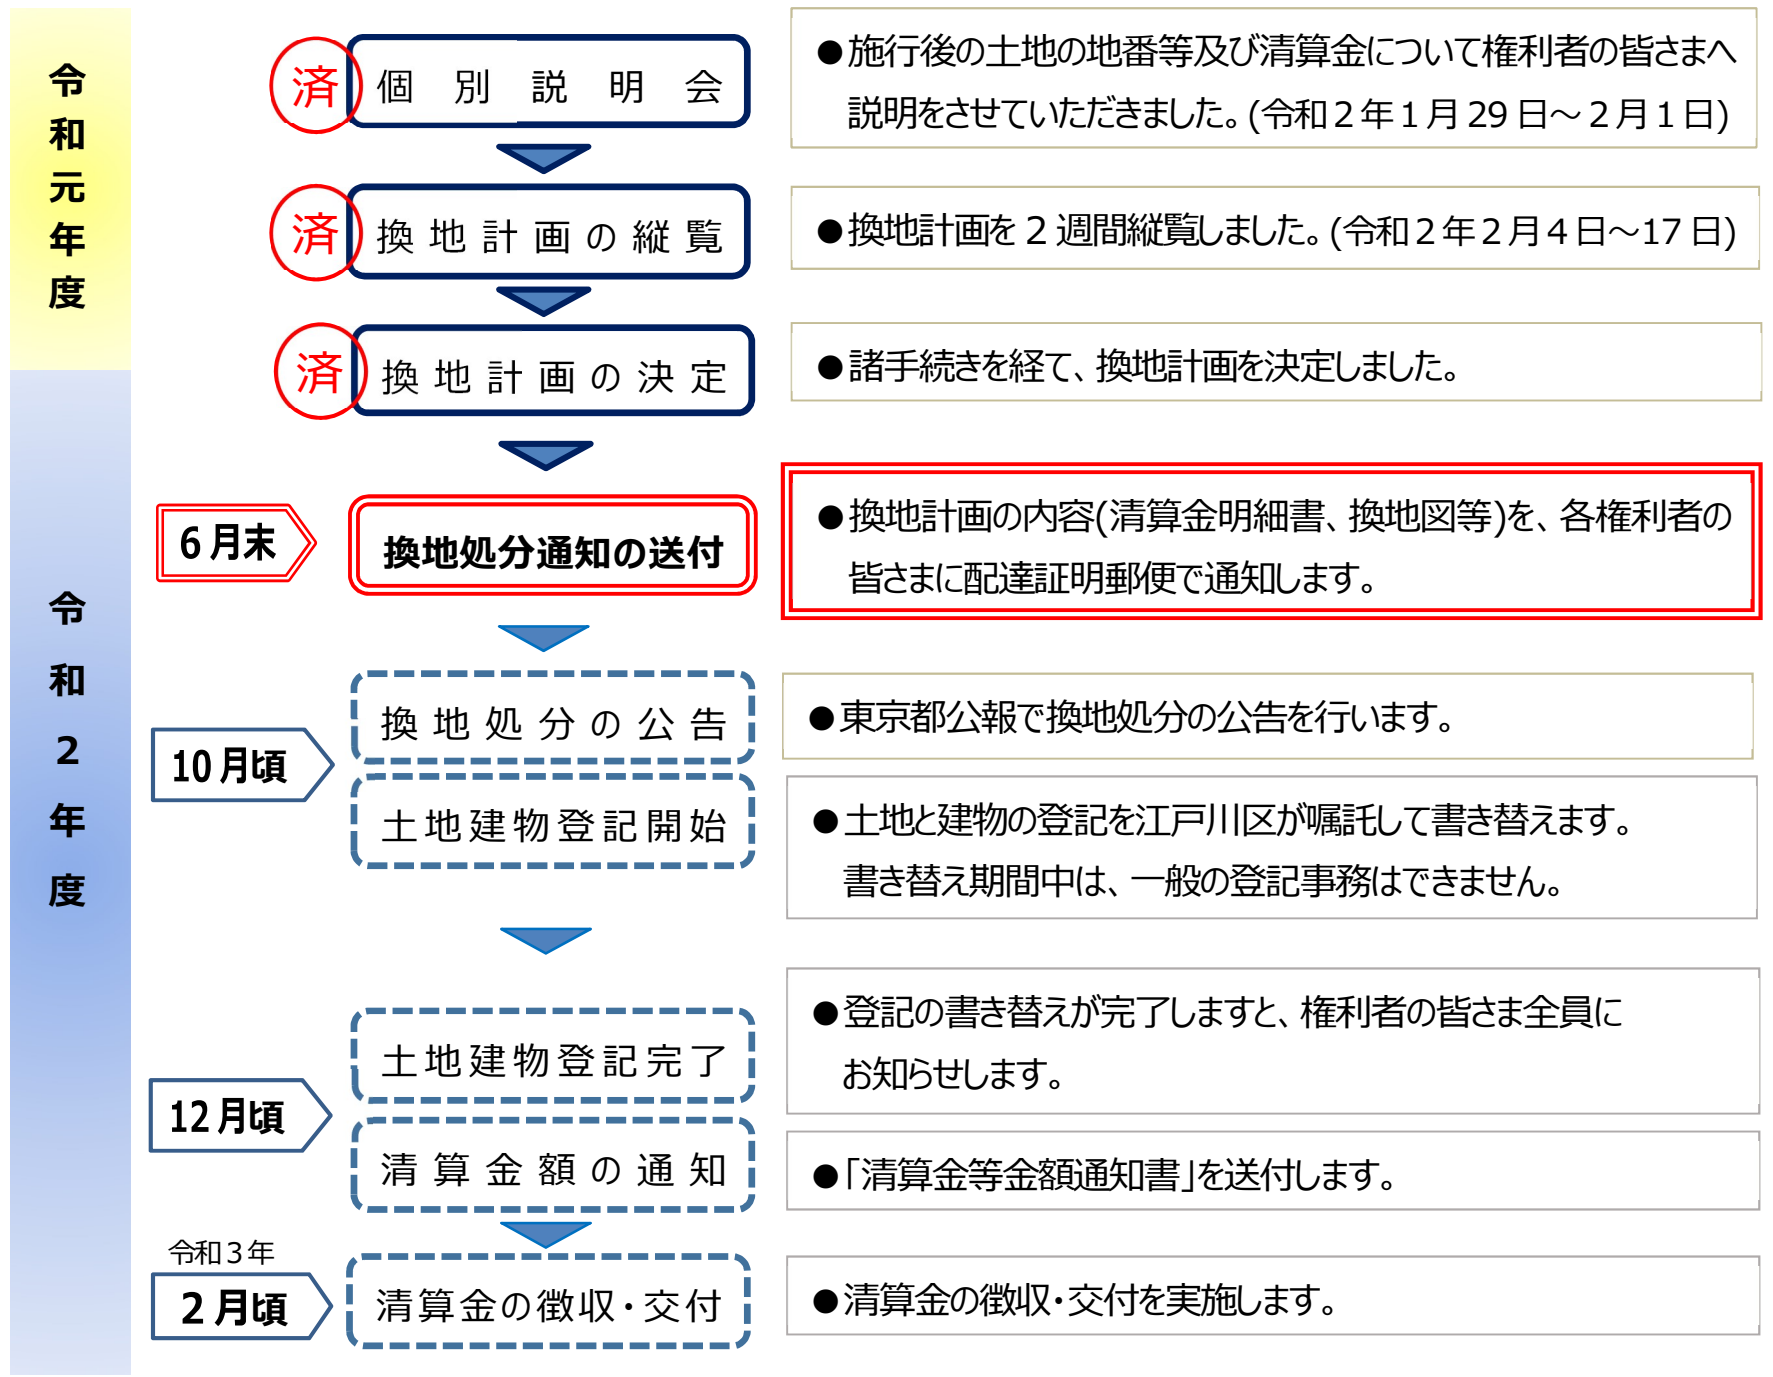 令和元年度
済
個別説明会
●施行後の土地の地番等及び清算金について権利者の皆さまへ
説明をさせていただきました。(令和２年１月29日～２月１日)
済
換地計画の縦覧
●換地計画を２週間縦覧しました。(令和２年２月４日～17日)
済
換地計画の決定
●諸手続きを経て、換地計画を決定しました。
令和２年度
６月末
換地処分通知の送付
●換地計画の内容(清算金明細書、換地図等)を、各権利者の
皆さまに配達証明郵便で通知します。
10月頃
換地処分の公告
●東京都公報で換地処分の公告を行います。
土地建物登記開始
●土地と建物の登記を江戸川区が嘱託して書き替えます。
書き替え期間中は、一般の登記事務はできません。
12月頃
土地建物登記完了
●登記の書き替えが完了しますと、権利者の皆さま全員に
お知らせします。
清算金額の通知
●「清算金等金額通知書」を送付します。
令和３年
２月頃
清算金の徴収・交付
●清算金の徴収・交付を実施します。